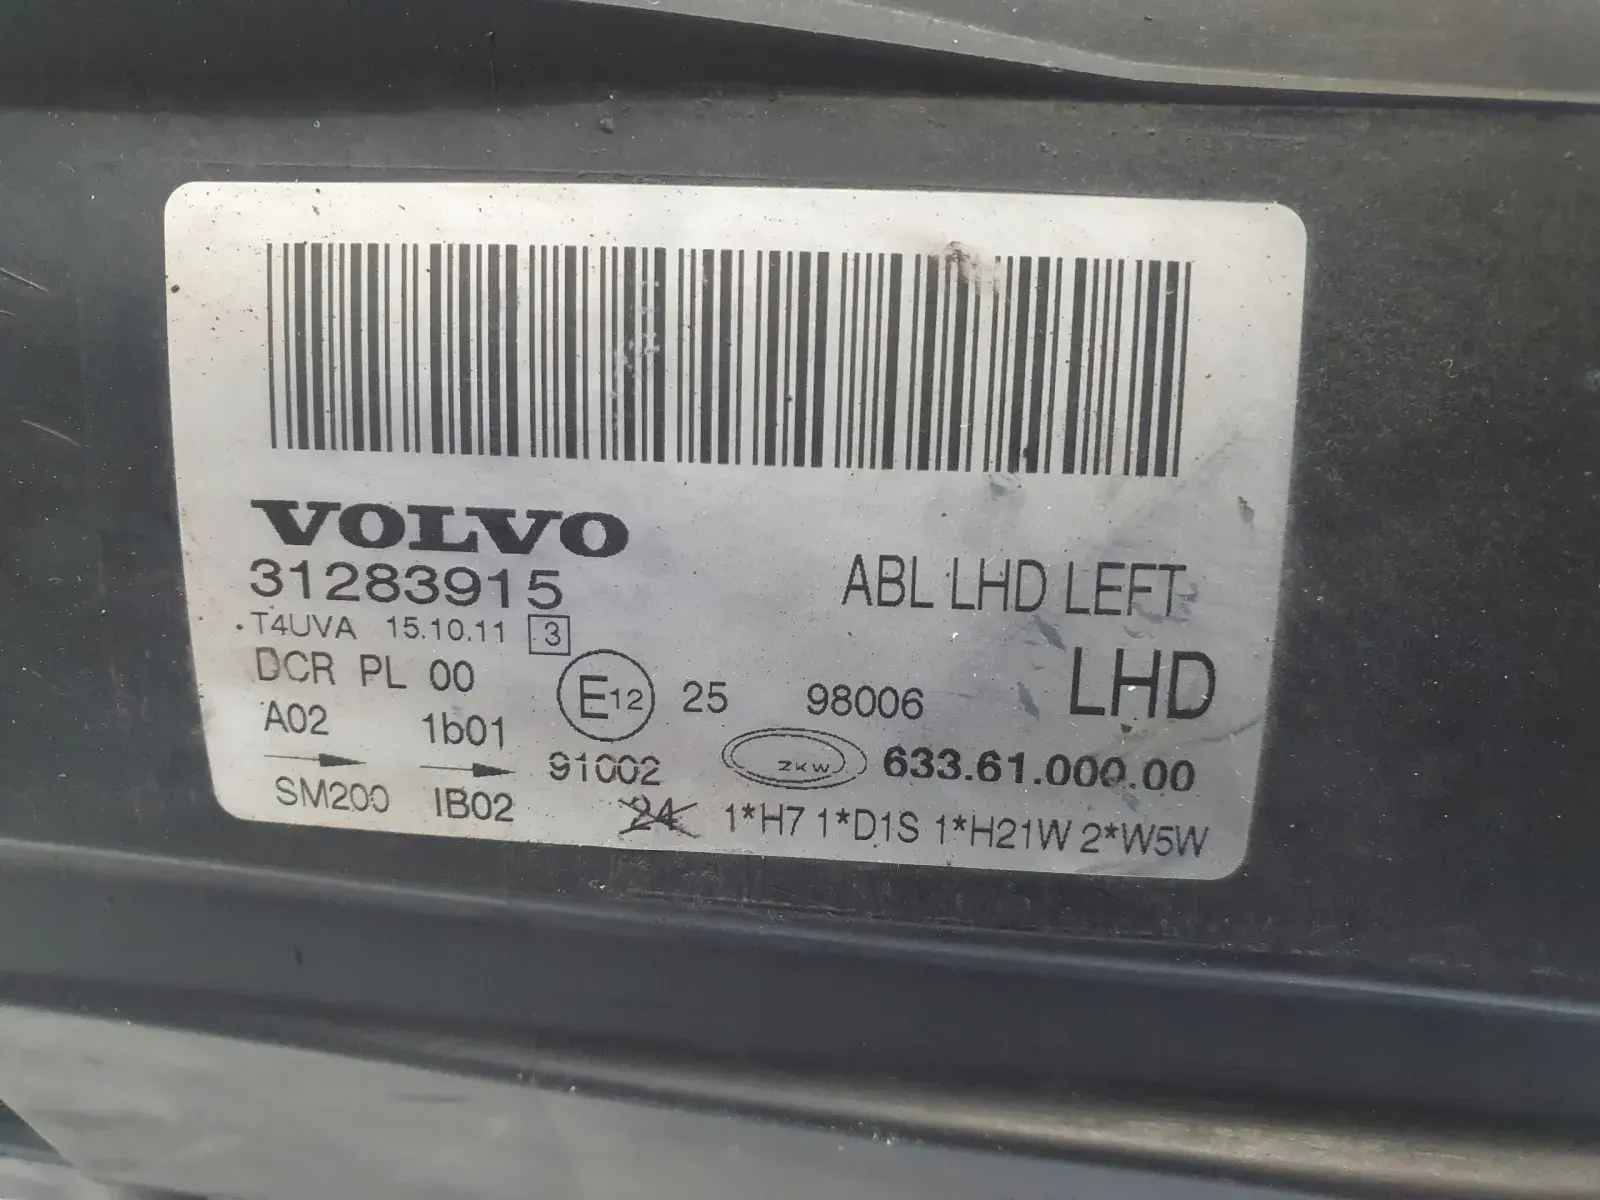 VOLVO
31283915
ABL LHD LEFT
T4UVA 15.10.11 3
DCR PL 00
E12 25 98006 LHD
A02 1b01
91002 ZKW 633.61.000.00
SM200 IB02
24 1*H7 1*D1S 1*H21W 2*W5W